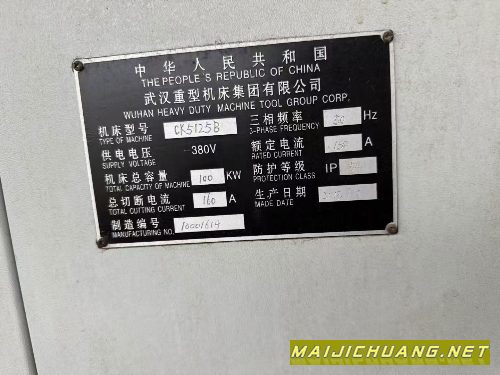 中华人民共和国
THE PEOPLE'S REPUBLIC OF CHINA
武汉重型机床集团有限公司
WUHAN HEAVY DUTY MACHINE TOOL GROUP CORP.
机床型号 CK5125B 三相频率 50 Hz
TYPE OF MACHINE 3-PHASE FREQUENCY
供电电压 ~380V 额定电流 A
SUPPLY VOLTAGE RATED CURRENT
机床总容量 100 KW 防护等级 IP
TOTAL CAPACITY OF MACHINE PROTECTION CLASS
总切断电流 160 A 生产日期
TOTAL CUTTING CURRENT MADE DATE
制造编号 10001614
MANUFACTURING NO.
MAIJICHUANG.NET